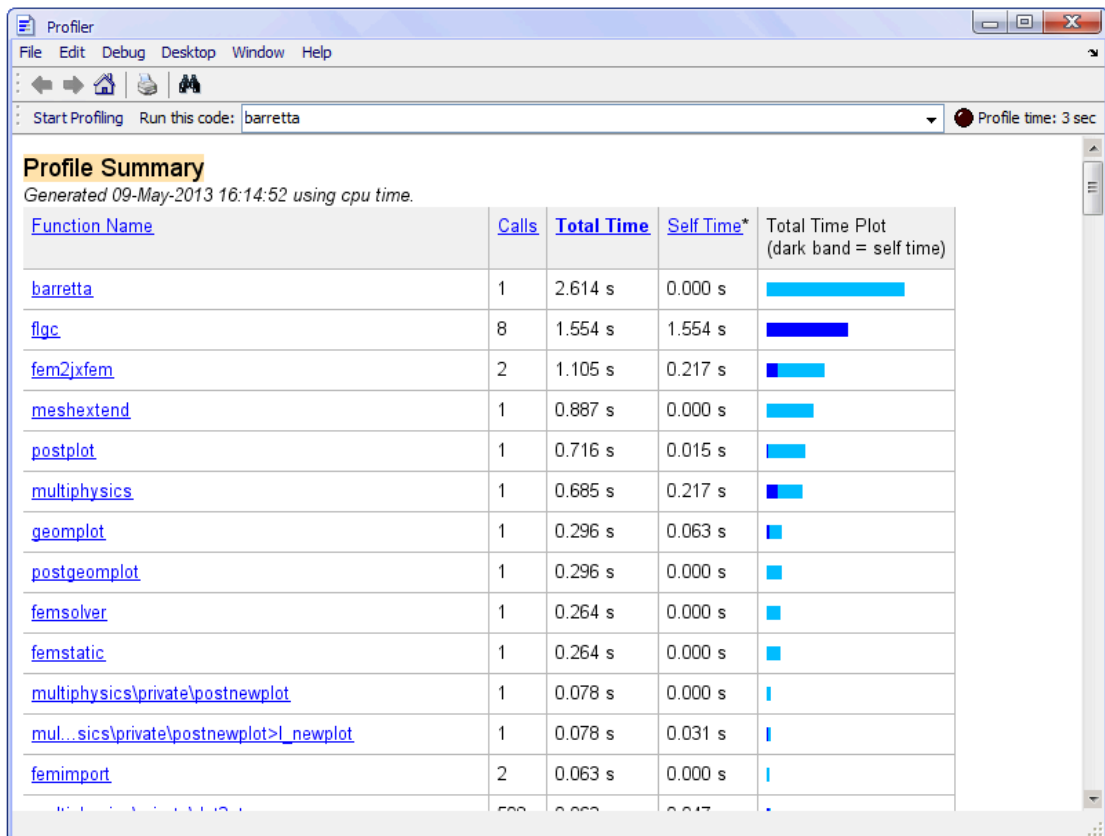 Profiler
File Edit Debug Desktop Window Help
Start Profiling Run this code: barretta Profile time: 3 sec
Profile Summary
Generated 09-May-2013 16:14:52 using cpu time.
Function Name Calls Total Time Self Time* Total Time Plot
(dark band = self time)
barretta 1 2.614 s 0.000 s
flgc 8 1.554 s 1.554 s
fem2jxfem 2 1.105 s 0.217 s
meshextend 1 0.887 s 0.000 s
postplot 1 0.716 s 0.015 s
multiphysics 1 0.685 s 0.217 s
geomplot 1 0.296 s 0.063 s
postgeomplot 1 0.296 s 0.000 s
femsolver 1 0.264 s 0.000 s
femstatic 1 0.264 s 0.000 s
multiphysics\private\postnewplot 1 0.078 s 0.000 s
mul...sics\private\postnewplot>l_newplot 1 0.078 s 0.031 s
femimport 2 0.063 s 0.000 s